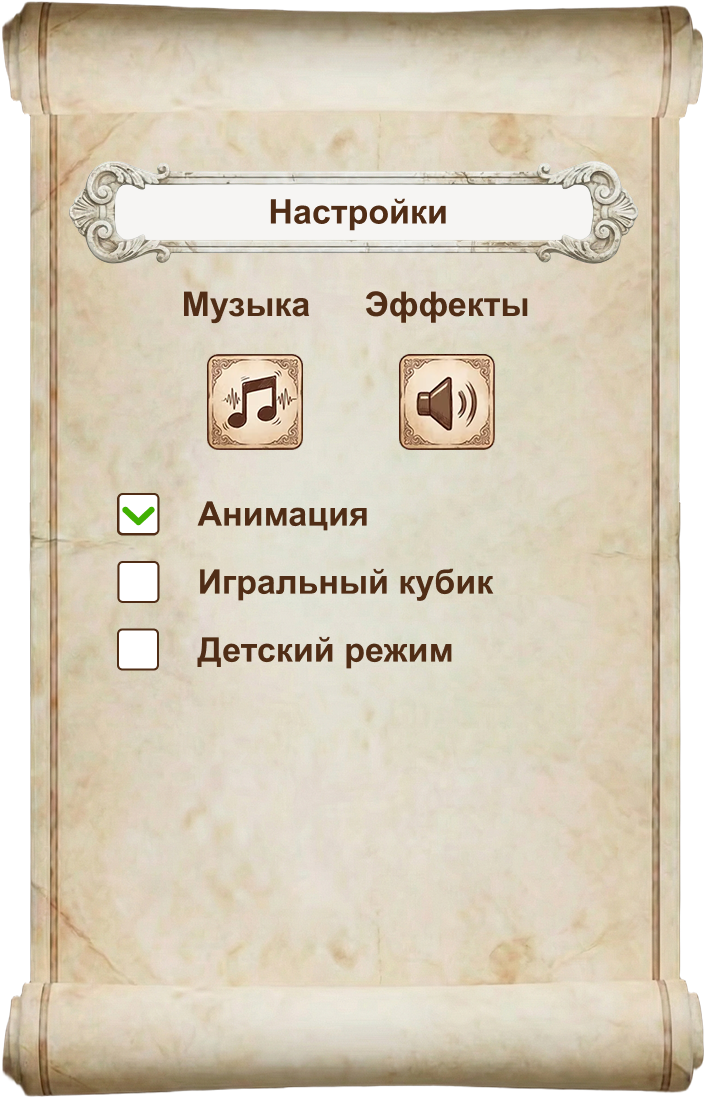 Настройки
Музыка Эффекты
Анимация
Игральный кубик
Детский режим